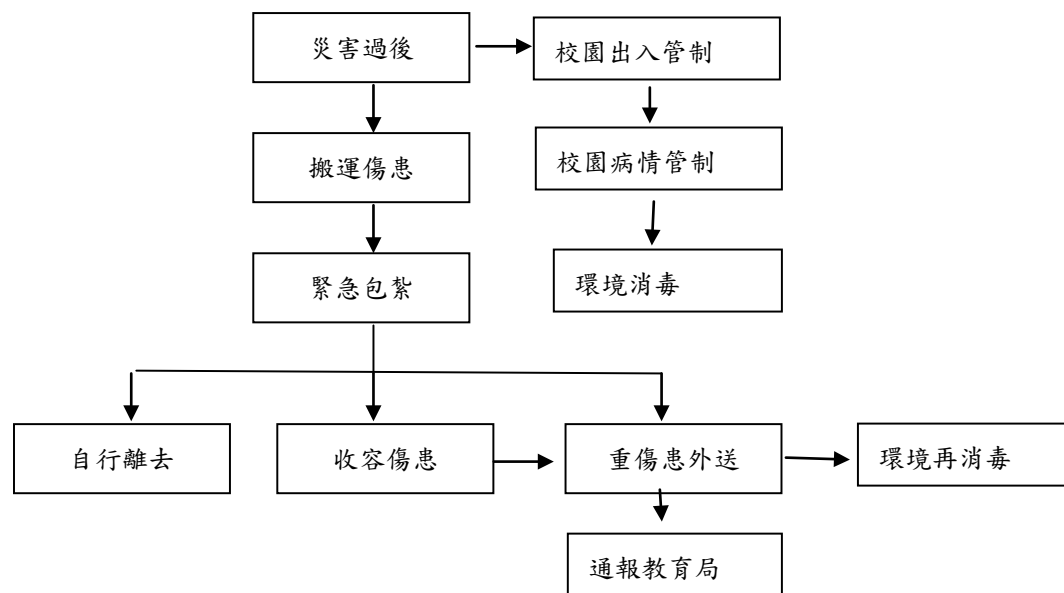 災害過後
校園出入管制
搬運傷患
校園病情管制
緊急包紮
環境消毒
自行離去
收容傷患
重傷患外送
環境再消毒
通報教育局